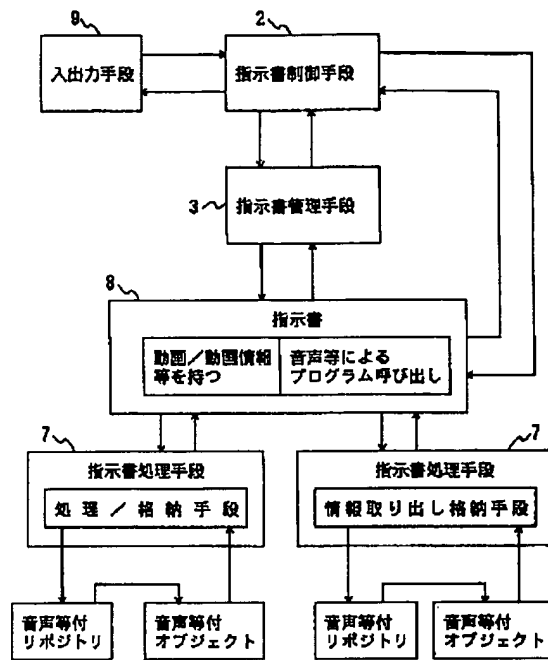 9
2
入出力手段
指示書制御手段
3
指示書管理手段
8
指示書
動画／動画情報
等を持つ
音声等による
プログラム呼び出し
7
指示書処理手段
処理／格納手段
7
指示書処理手段
情報取り出し格納手段
音声等付
リポジトリ
音声等付
オブジェクト
音声等付
リポジトリ
音声等付
オブジェクト